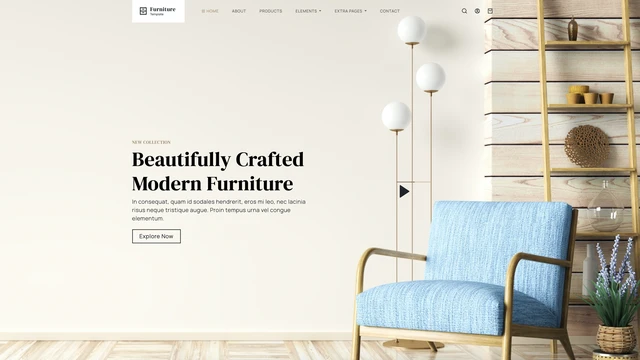 Furniture
Template
HOME
ABOUT
PRODUCTS
ELEMENTS
EXTRA PAGES
CONTACT
NEW COLLECTION
Beautifully Crafted
Modern Furniture
In consequat, quam id sodales hendrerit, eros mi leo, nec lacinia
risus neque tristique augue. Proin tempus urna vel congue
elementum.
Explore Now